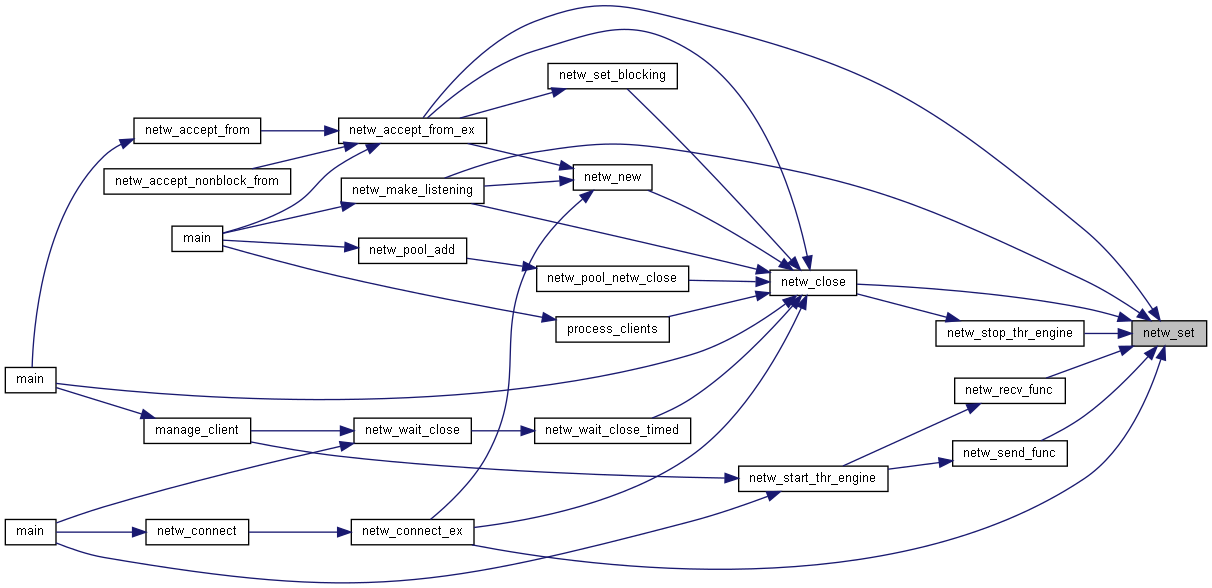 netw_set_blocking
netw_accept_from
netw_accept_from_ex
netw_accept_nonblock_from
netw_new
netw_make_listening
main
netw_pool_add
netw_pool_netw_close
netw_close
process_clients
netw_stop_thr_engine
netw_set
main
netw_recv_func
manage_client
netw_wait_close
netw_wait_close_timed
netw_send_func
netw_start_thr_engine
main
netw_connect
netw_connect_ex